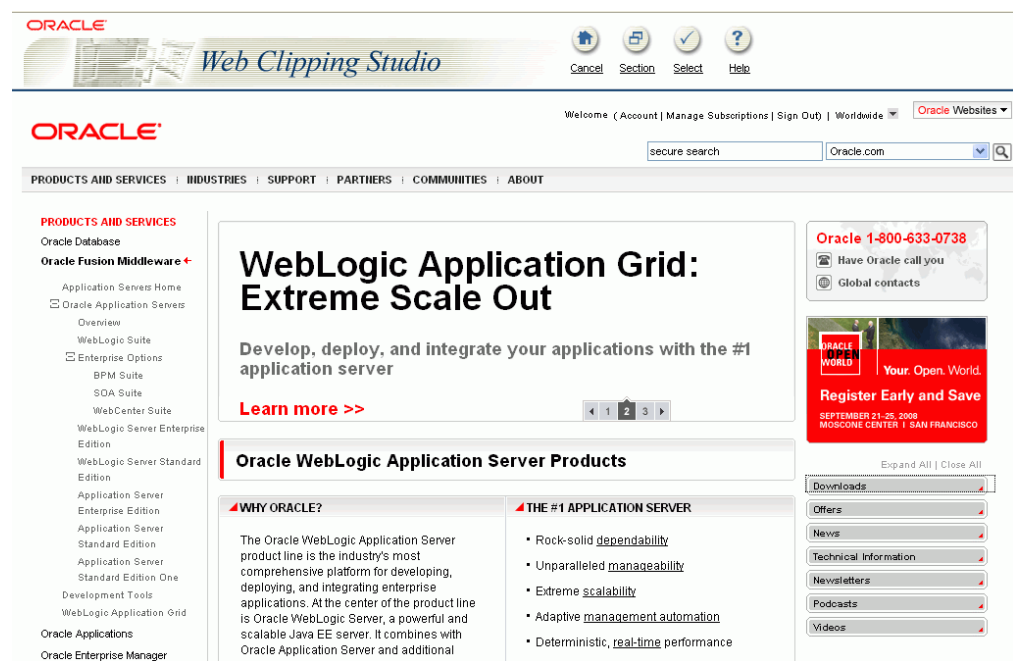 ORACLE
Web Clipping Studio
Cancel Section Select Help
Welcome ( Account | Manage Subscriptions | Sign Out) | Worldwide
Oracle Websites
ORACLE
secure search
Oracle.com
PRODUCTS AND SERVICES | INDUSTRIES | SUPPORT | PARTNERS | COMMUNITIES | ABOUT
PRODUCTS AND SERVICES
Oracle Database
Oracle Fusion Middleware
Application Servers Home
Oracle Application Servers
Overview
WebLogic Suite
Enterprise Options
BPM Suite
SOA Suite
WebCenter Suite
WebLogic Server Enterprise
Edition
WebLogic Server Standard
Edition
Application Server
Enterprise Edition
Application Server
Standard Edition
Application Server
Standard Edition One
Development Tools
WebLogic Application Grid
Oracle Applications
Oracle Enterprise Manager
WebLogic Application Grid:
Extreme Scale Out
Develop, deploy, and integrate your applications with the #1
application server
Learn more >>
1 2 3
Oracle WebLogic Application Server Products
WHY ORACLE?
The Oracle WebLogic Application Server
product line is the industry's most
comprehensive platform for developing,
deploying, and integrating enterprise
applications. At the center of the product line
is Oracle WebLogic Server, a powerful and
scalable Java EE server. It combines with
Oracle Application Server and additional
THE #1 APPLICATION SERVER
• Rock-solid dependability
• Unparalleled manageability
• Extreme scalability
• Adaptive management automation
• Deterministic, real-time performance
Oracle 1-800-633-0738
Have Oracle call you
Global contacts
ORACLE
OPEN
WORLD
Your. Open. World.
Register Early and Save
SEPTEMBER 21–25, 2008
MOSCONE CENTER | SAN FRANCISCO
Expand All | Close All
Downloads
Offers
News
Technical Information
Newsletters
Podcasts
Videos